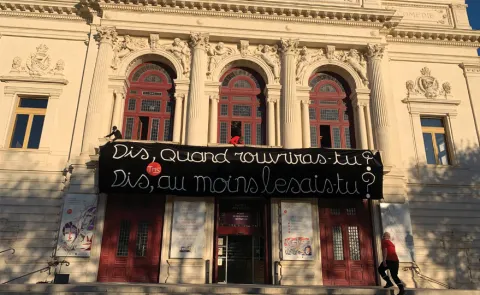 Dis, Quand rouvriras-tu ?
Dis, au moins le sais tu ?